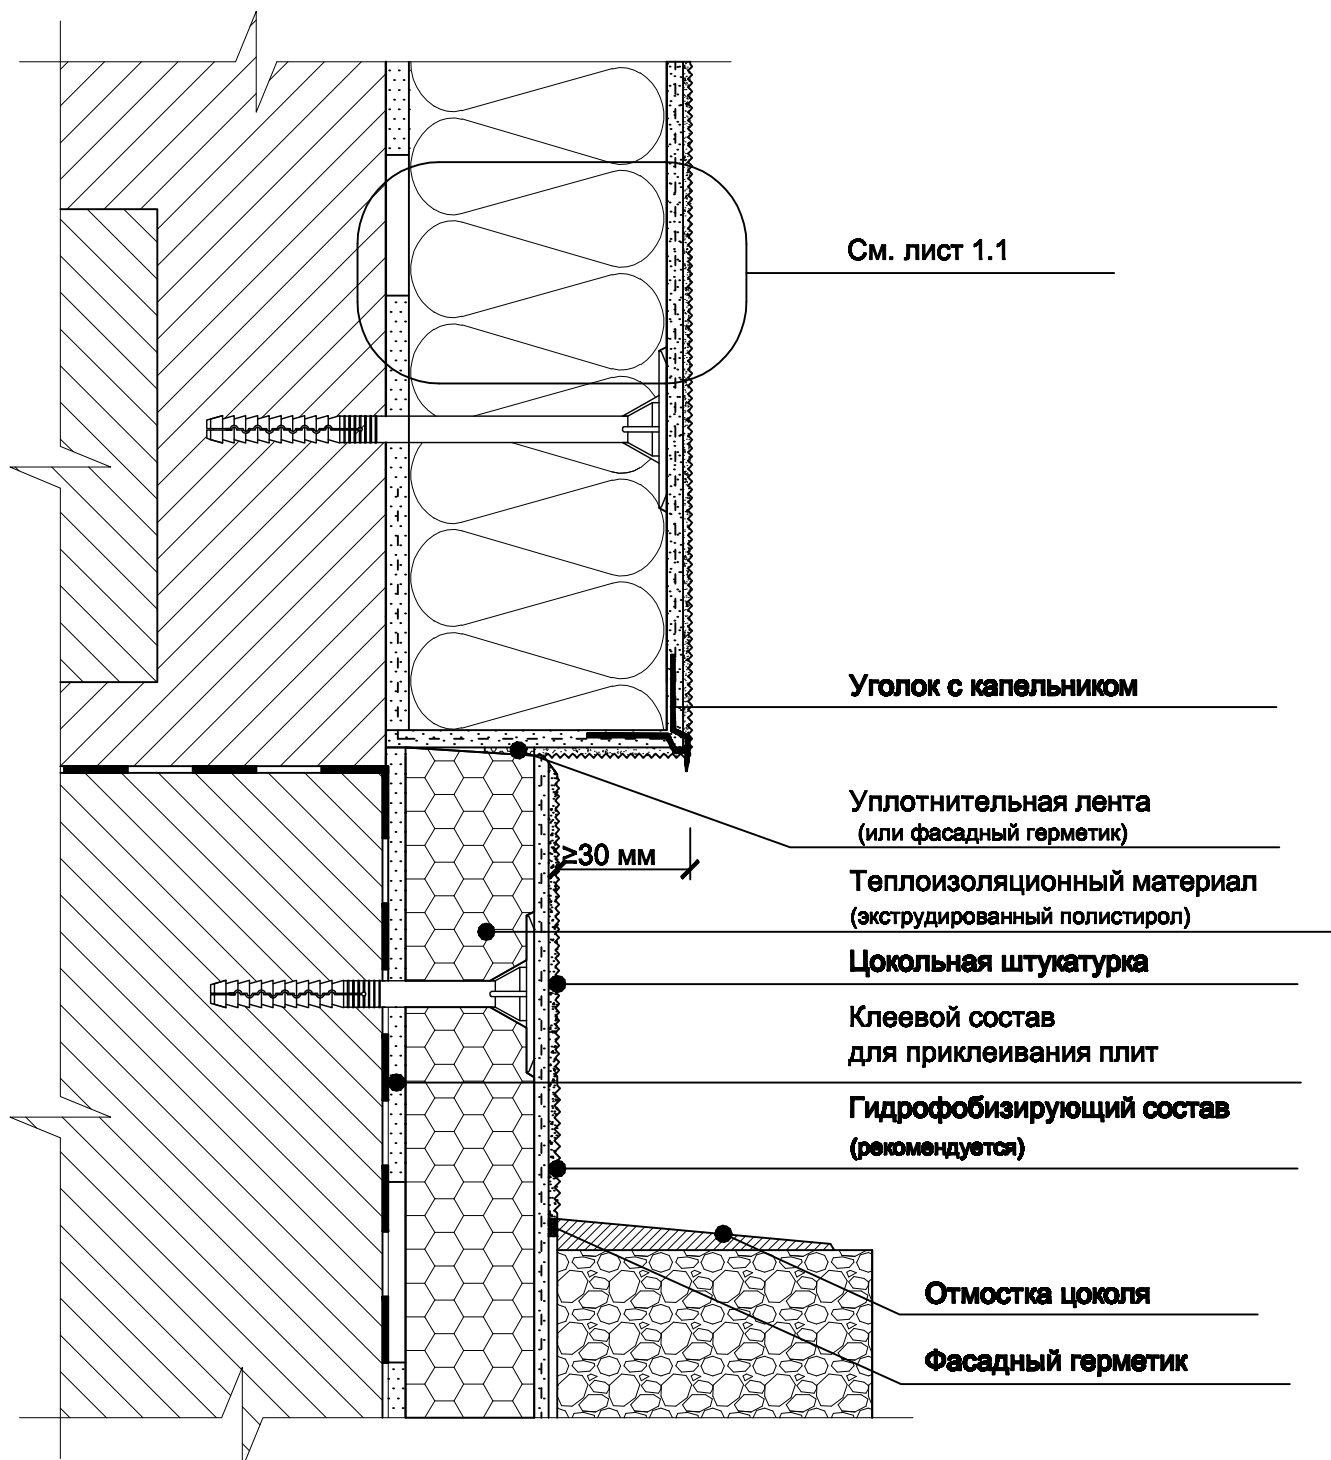 См. лист 1.1
Уголок с капельником
Уплотнительная лента
(или фасадный герметик)
≥30 мм
Теплоизоляционный материал
(экструдированный полистирол)
Цокольная штукатурка
Клеевой состав
для приклеивания плит
Гидрофобизирующий состав
(рекомендуется)
Отмостка цоколя
Фасадный герметик